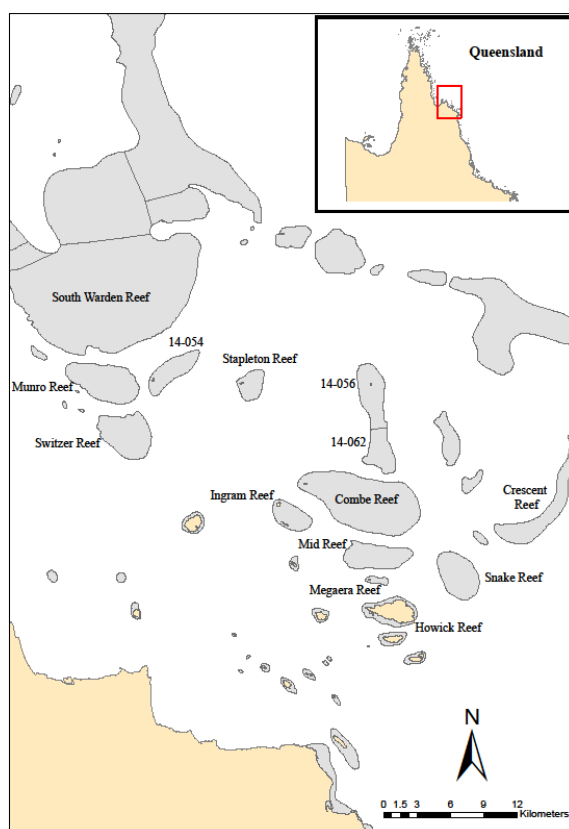 Queensland
South Warden Reef
14-054
Stapleton Reef
Munro Reef
14-056
Switzer Reef
14-062
Ingram Reef
Combe Reef
Crescent
Reef
Mid Reef
Snake Reef
Megaera Reef
Howick Reef
N
0 1.5 3 6 9 12
Kilometers